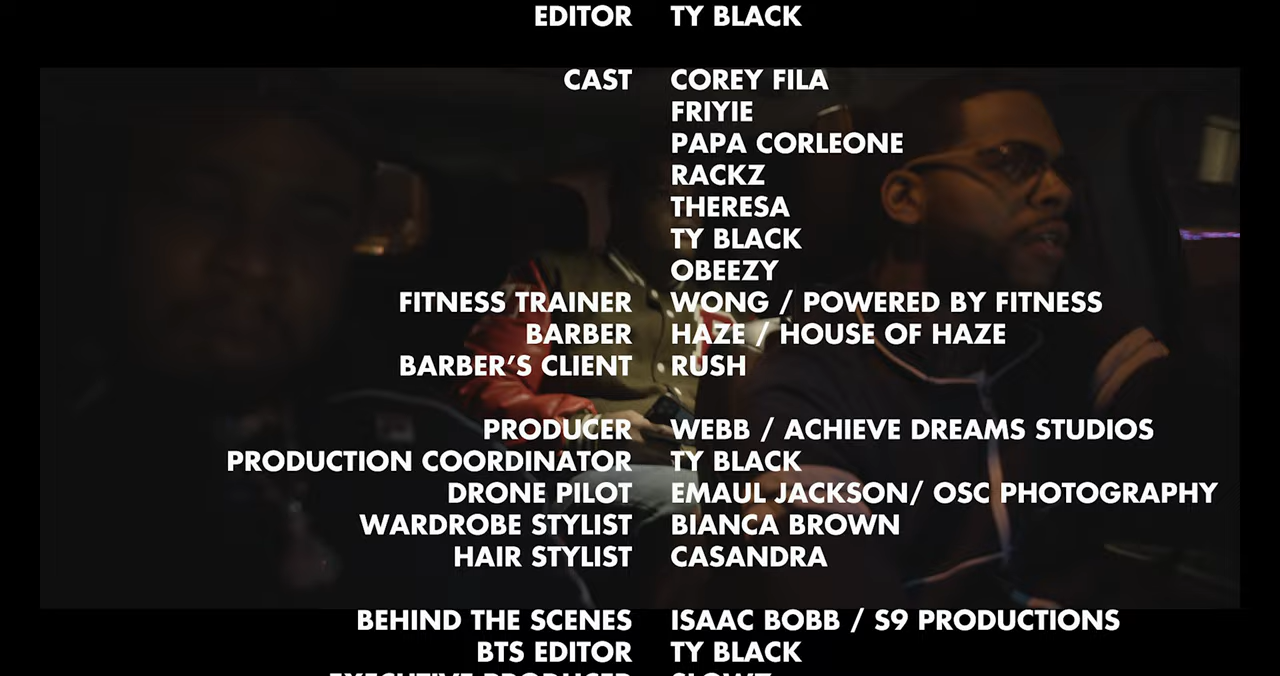 EDITOR TY BLACK
CAST COREY FILA
FRIYIE
PAPA CORLEONE
RACKZ
THERESA
TY BLACK
OBEEZY
FITNESS TRAINER WONG / POWERED BY FITNESS
BARBER HAZE / HOUSE OF HAZE
BARBER'S CLIENT RUSH
PRODUCER WEBB / ACHIEVE DREAMS STUDIOS
PRODUCTION COORDINATOR TY BLACK
DRONE PILOT EMAUL JACKSON/ OSC PHOTOGRAPHY
WARDROBE STYLIST BIANCA BROWN
HAIR STYLIST CASANDRA
BEHIND THE SCENES ISAAC BOBB / S9 PRODUCTIONS
BTS EDITOR TY BLACK
EXECUTIVE PRODUCER